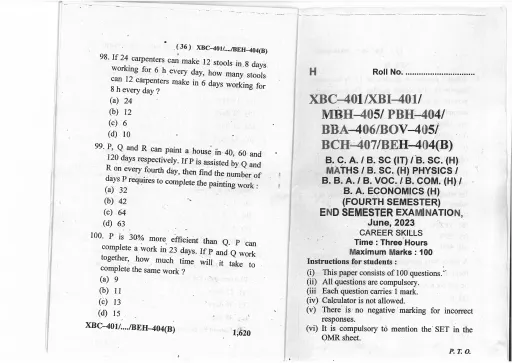 ( 36 ) XBC-401/..../BEH-404(B)
98. If 24 carpenters can make 12 stools in 8 days
working for 6 h every day, how many stools
can 12 carpenters make in 6 days working for
8 h every day ?
(a) 24
(b) 12
(c) 6
(d) 10
99. P, Q and R can paint a house in 40, 60 and
120 days respectively. If P is assisted by Q and
R on every fourth day, then find the number of
days P requires to complete the painting work :
(a) 32
(b) 42
(c) 64
(d) 63
100. P is 30% more efficient than Q. P can
complete a work in 23 days. If P and Q work
together, how much time will it take to
complete the same work ?
(a) 9
(b) 11
(c) 13
(d) 15
XBC-401/..../BEH-404(B) 1,620
H Roll No. ..............................
XBC-401/XBI-401/
MBH-405/ PBH-404/
BBA-406/BOV-405/
BCH-407/BEH-404(B)
B. C. A. / B. SC (IT) / B. SC. (H)
MATHS / B. SC. (H) PHYSICS /
B. B. A. / B. VOC. / B. COM. (H) /
B. A. ECONOMICS (H)
(FOURTH SEMESTER)
END SEMESTER EXAMINATION,
June, 2023
CAREER SKILLS
Time : Three Hours
Maximum Marks : 100
Instructions for students :
(i) This paper consists of 100 questions.
(ii) All questions are compulsory.
(iii Each question carries 1 mark.
(iv) Calculator is not allowed.
(v) There is no negative marking for incorrect
responses.
(vi) It is compulsory to mention the SET in the
OMR sheet.
P. T. O.